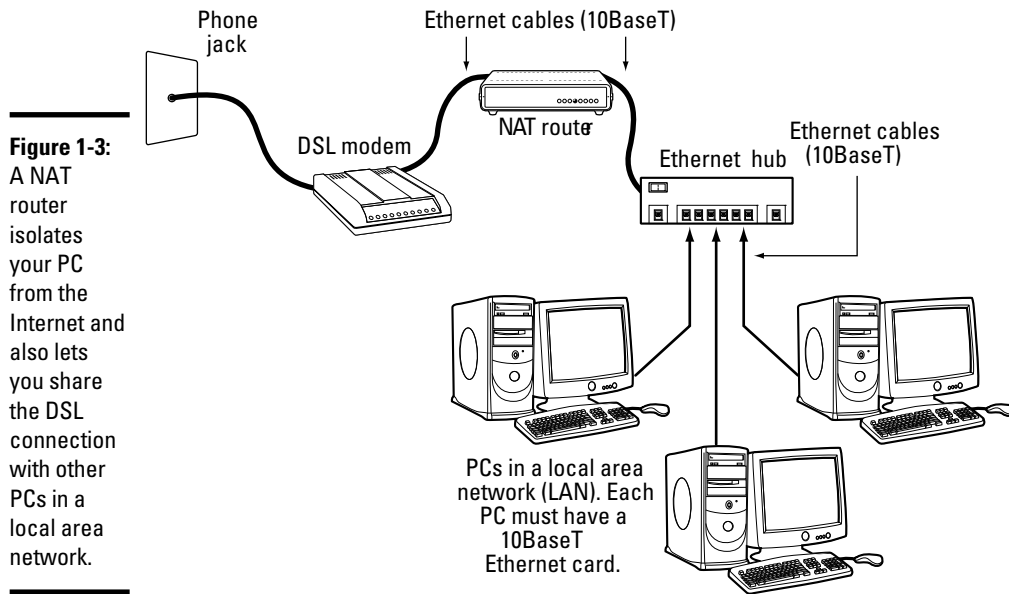 Phone
jack
Ethernet cables (10BaseT)
NAT router
DSL modem
Ethernet hub
Ethernet cables
(10BaseT)
Figure 1-3:
A NAT
router
isolates
your PC
from the
Internet and
also lets
you share
the DSL
connection
with other
PCs in a
local area
network.
PCs in a local area
network (LAN). Each
PC must have a
10BaseT
Ethernet card.